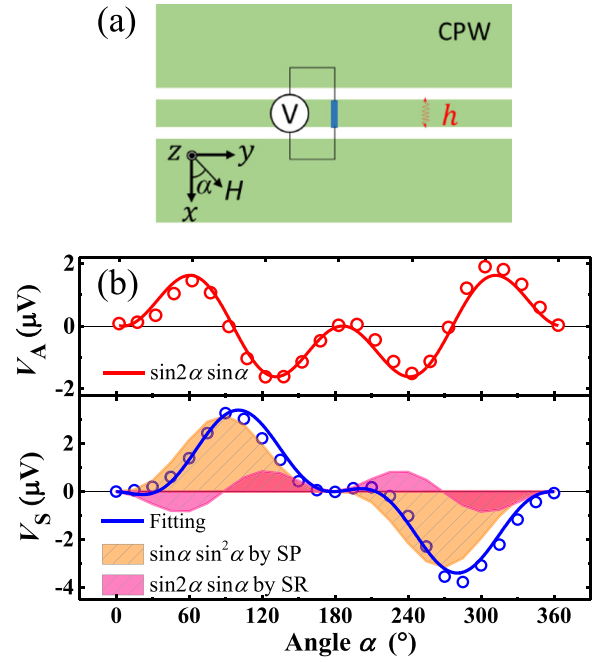 (a)
CPW
V
h
z
y
α
H
x
(b)
2
0
-2
V_A (μV)
sin2α sinα
2
0
-2
-4
V_S (μV)
Fitting
sinα sin²α by SP
sin2α sinα by SR
0 60 120 180 240 300 360
Angle α (°)